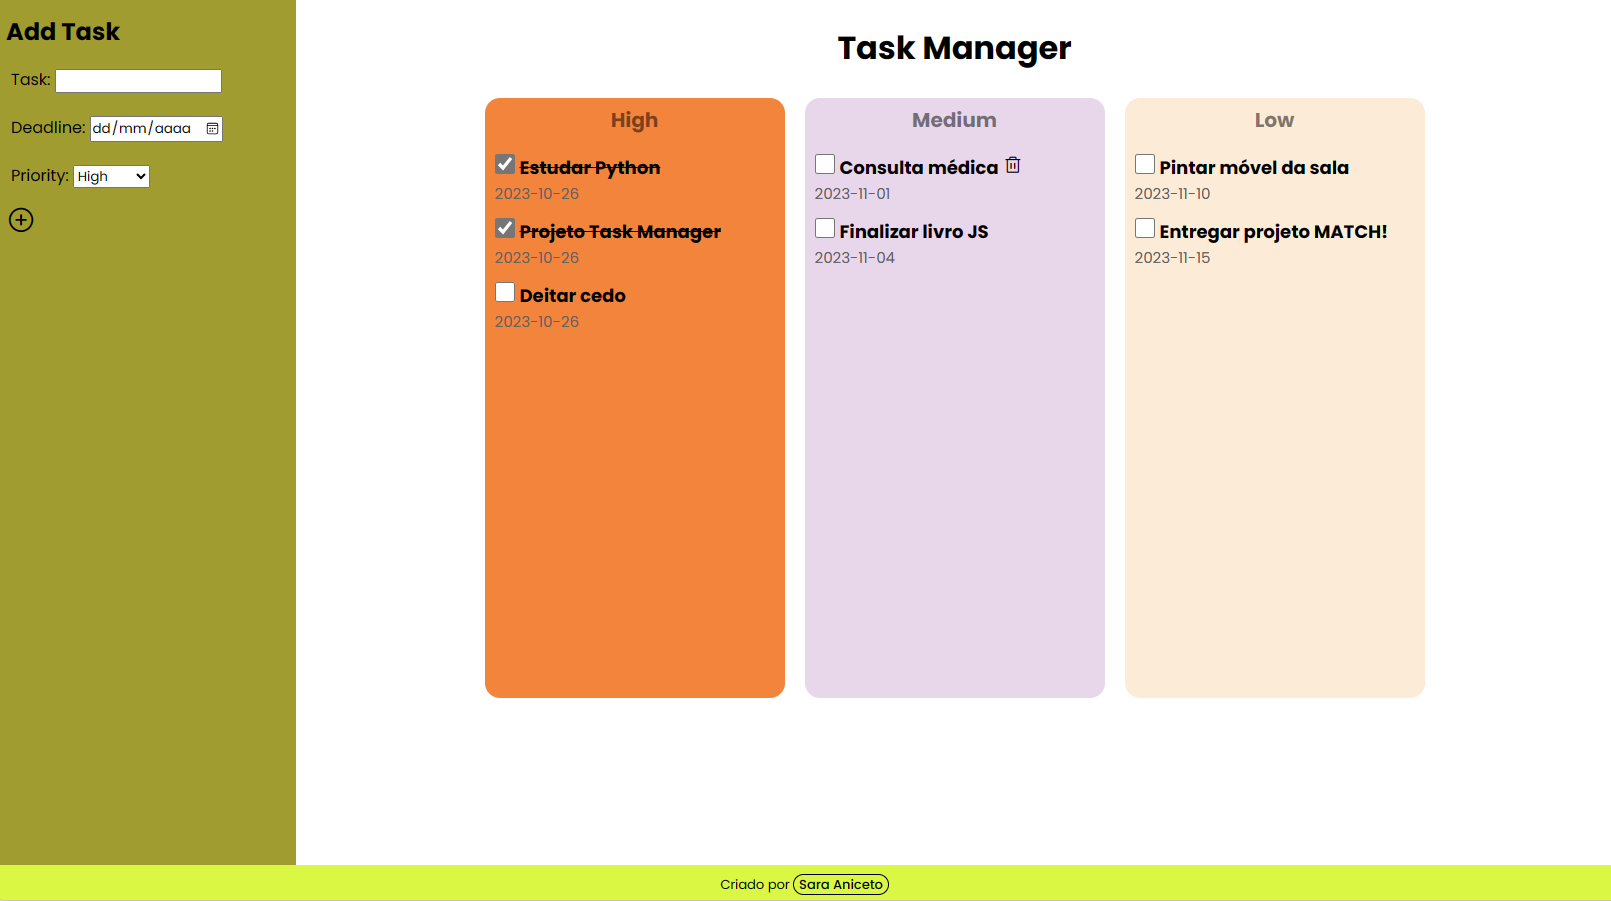 Add Task
Task:
Deadline: dd/mm/aaaa
Priority: High
Task Manager
High
Estudar Python
2023-10-26
Projeto Task Manager
2023-10-26
Deitar cedo
2023-10-26
Medium
Consulta médica
2023-11-01
Finalizar livro JS
2023-11-04
Low
Pintar móvel da sala
2023-11-10
Entregar projeto MATCH!
2023-11-15
Criado por Sara Aniceto